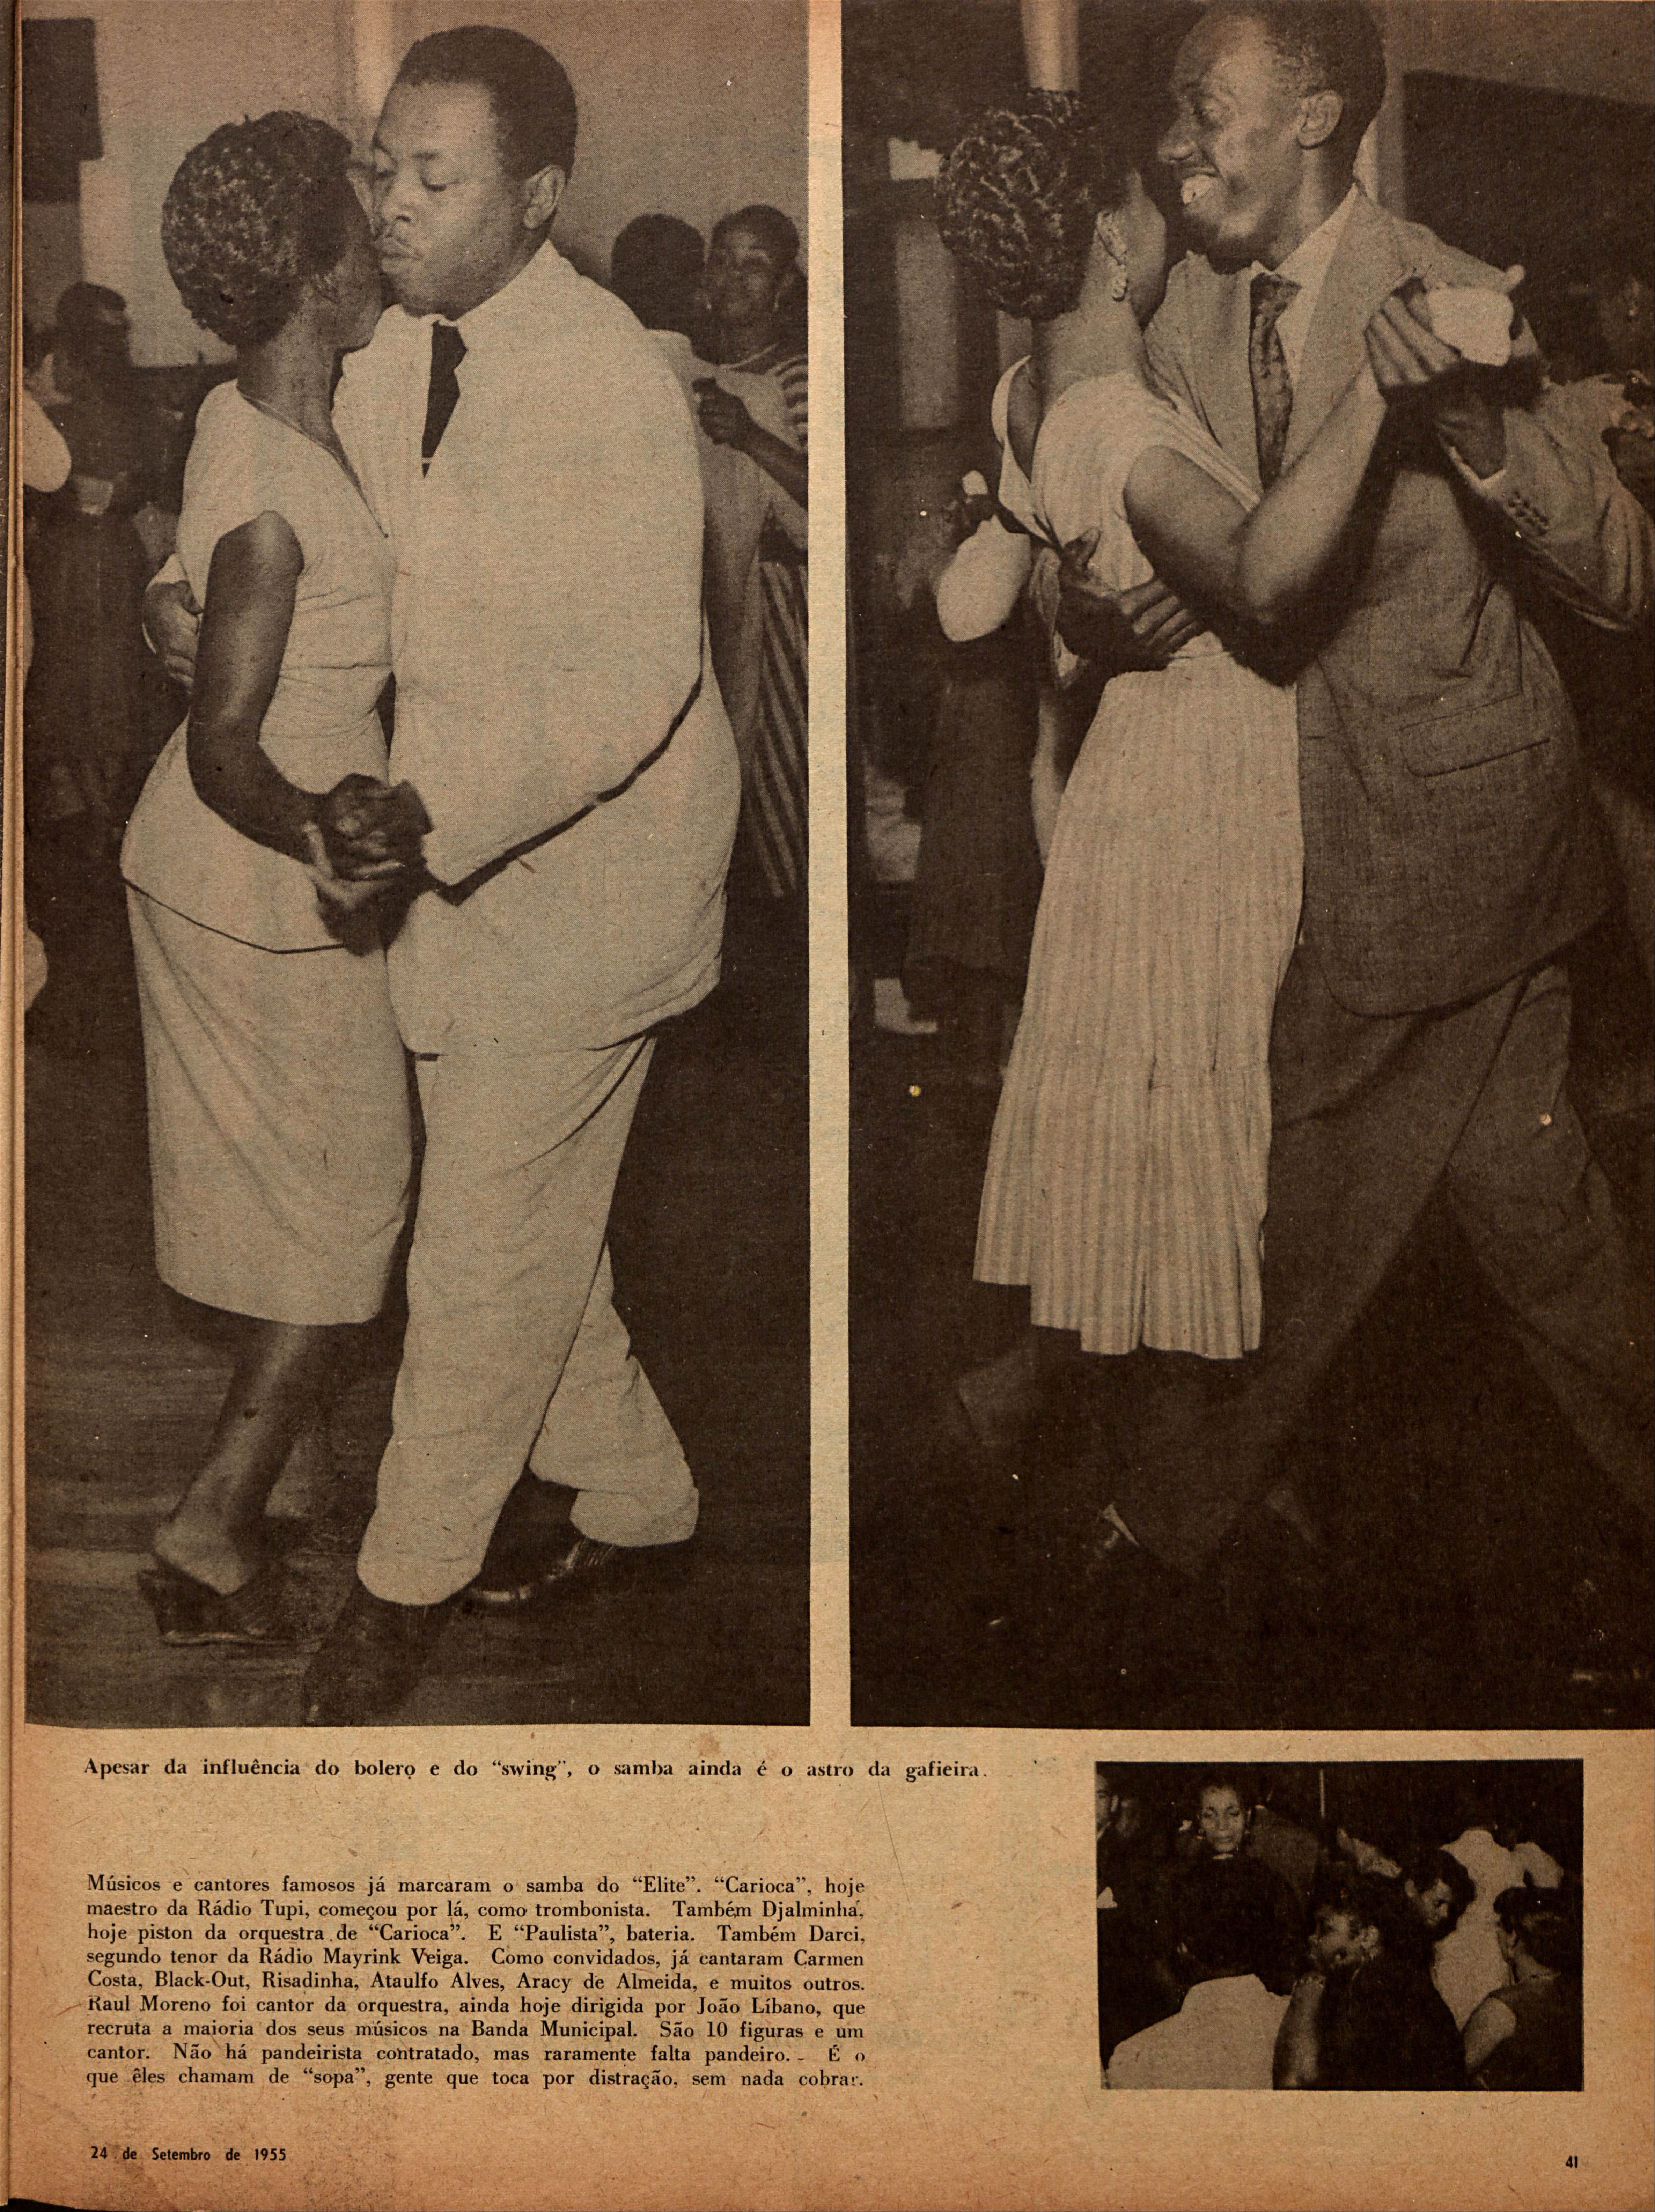 Apesar da influência do bolero e do “swing”, o samba ainda é o astro da gafieira.
Músicos e cantores famosos já marcaram o samba do “Elite”. “Carioca”, hoje
maestro da Rádio Tupi, começou por lá, como trombonista. Também Djalminha,
hoje piston da orquestra de “Carioca”. E “Paulista”, bateria. Também Darci,
segundo tenor da Rádio Mayrink Veiga. Como convidados, já cantaram Carmen
Costa, Black-Out, Risadinha, Ataulfo Alves, Aracy de Almeida, e muitos outros.
Raul Moreno foi cantor da orquestra, ainda hoje dirigida por João Líbano, que
recruta a maioria dos seus músicos na Banda Municipal. São 10 figuras e um
cantor. Não há pandeirista contratado, mas raramente falta pandeiro. - É o
que êles chamam de “sopa”, gente que toca por distração, sem nada cobrar.
24 de Setembro de 1955
41